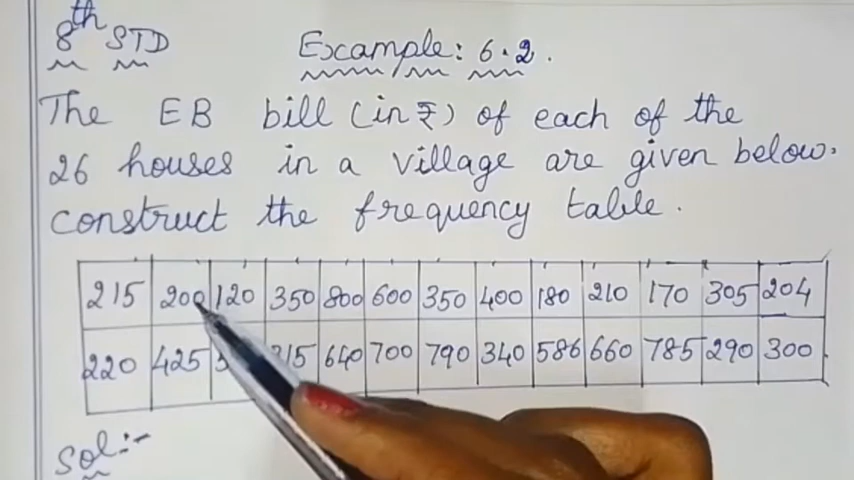 8th STD
Example: 6.2.
The EB bill (in ₹) of each of the
26 houses in a village are given below.
construct the frequency table.
215 200 120 350 800 600 350 400 180 210 170 305 204
220 425 315 640 700 790 340 586 660 785 290 300
Sol:-